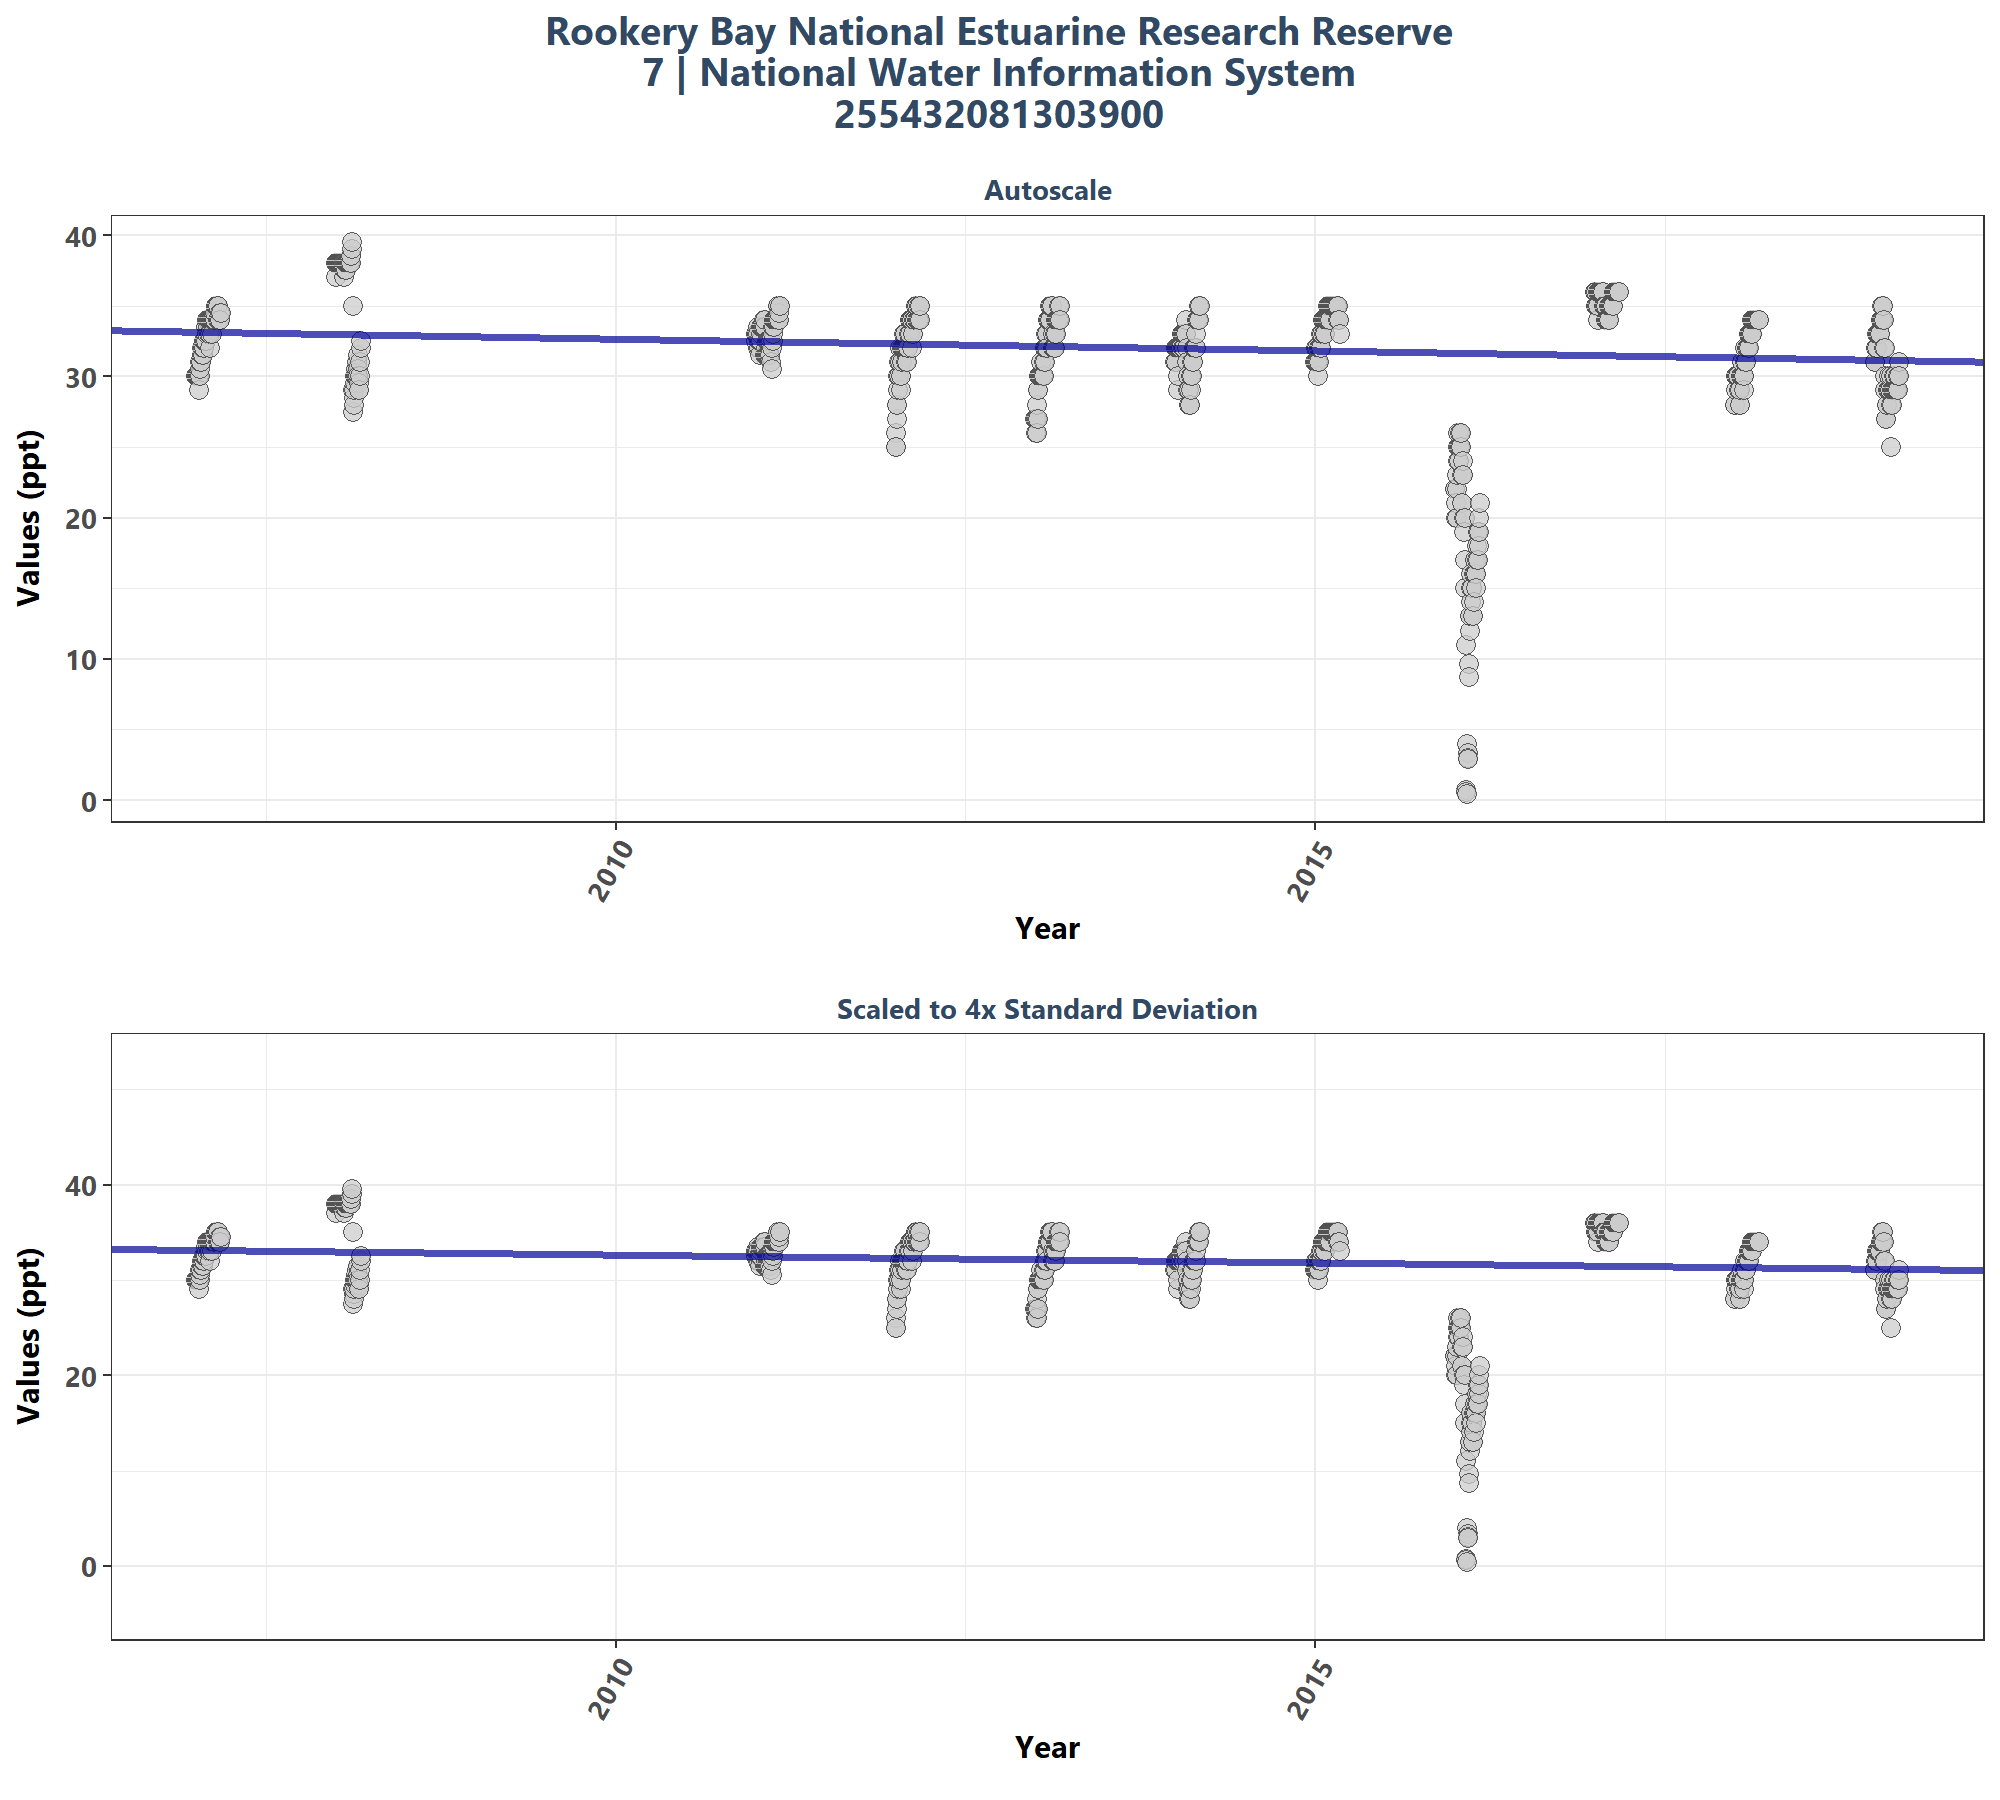 Rookery Bay National Estuarine Research Reserve
7 | National Water Information System
255432081303900
Autoscale
40
30
20
10
0
Values (ppt)
2010
2015
Year
Scaled to 4x Standard Deviation
40
20
0
Values (ppt)
2010
2015
Year